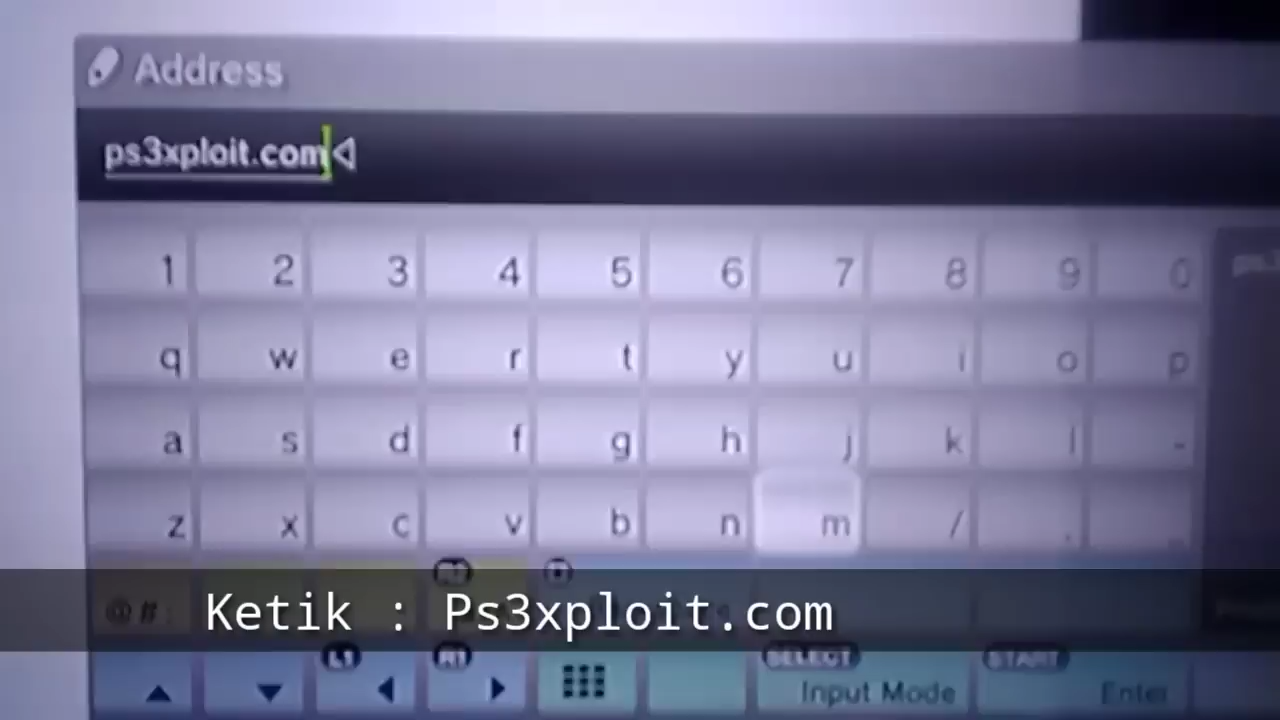 Address
ps3xploit.com
1 2 3 4 5 6 7 8 9 0
q w e r t y u i o p
a s d f g h j k l -
z x c v b n m / . _
@#:
Ketik : Ps3xploit.com
L1 R1 SELECT START
Input Mode Enter